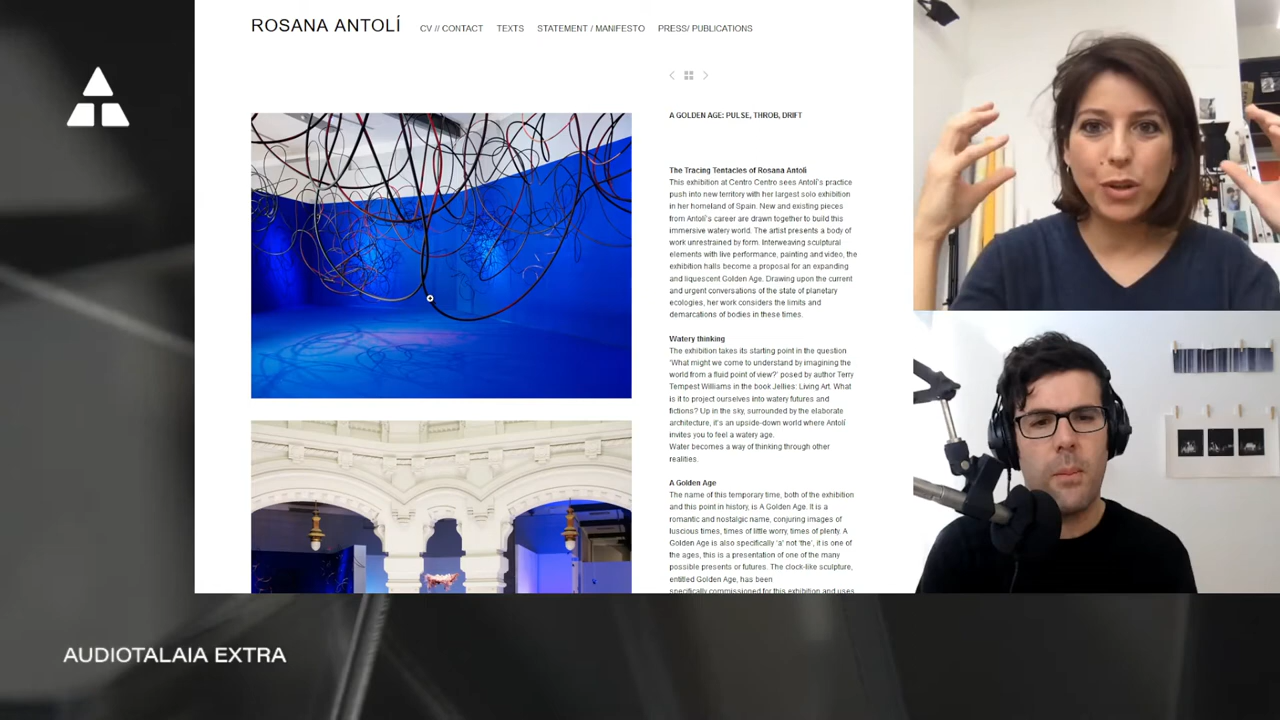 ROSANA ANTOLÍ
CV // CONTACT TEXTS STATEMENT / MANIFESTO PRESS/ PUBLICATIONS
A GOLDEN AGE: PULSE, THROB, DRIFT
The Tracing Tentacles of Rosana Antolí
This exhibition at Centro Centro sees Antolí's practice
push into new territory with her largest solo exhibition
in her homeland of Spain. New and existing pieces
from Antolí's career are drawn together to build this
immersive watery world. The artist presents a body of
work unrestrained by form. Interweaving sculptural
elements with live performance, painting and video, the
exhibition halls become a proposal for an expanding
and liquescent Golden Age. Drawing upon the current
and urgent conversations of the state of planetary
ecologies, her work considers the limits and
demarcations of bodies in these times.
Watery thinking
The exhibition takes its starting point in the question
'What might we come to understand by imagining the
world from a fluid point of view?' posed by author Terry
Tempest Williams in the book Jellies: Living Art. What
is it to project ourselves into watery futures and
fictions? Up in the sky, surrounded by the elaborate
architecture, it's an upside-down world where Antolí
invites you to feel a watery age.
Water becomes a way of thinking through other
realities.
A Golden Age
The name of this temporary time, both of the exhibition
and this point in history, is A Golden Age. It is a
romantic and nostalgic name, conjuring images of
luscious times, times of little worry, times of plenty. A
Golden Age is also specifically 'a' not 'the', it is one of
the ages, this is a presentation of one of the many
possible presents or futures. The clock-like sculpture,
entitled Golden Age, has been
specifically commissioned for this exhibition and uses
AUDIOTALAIA EXTRA